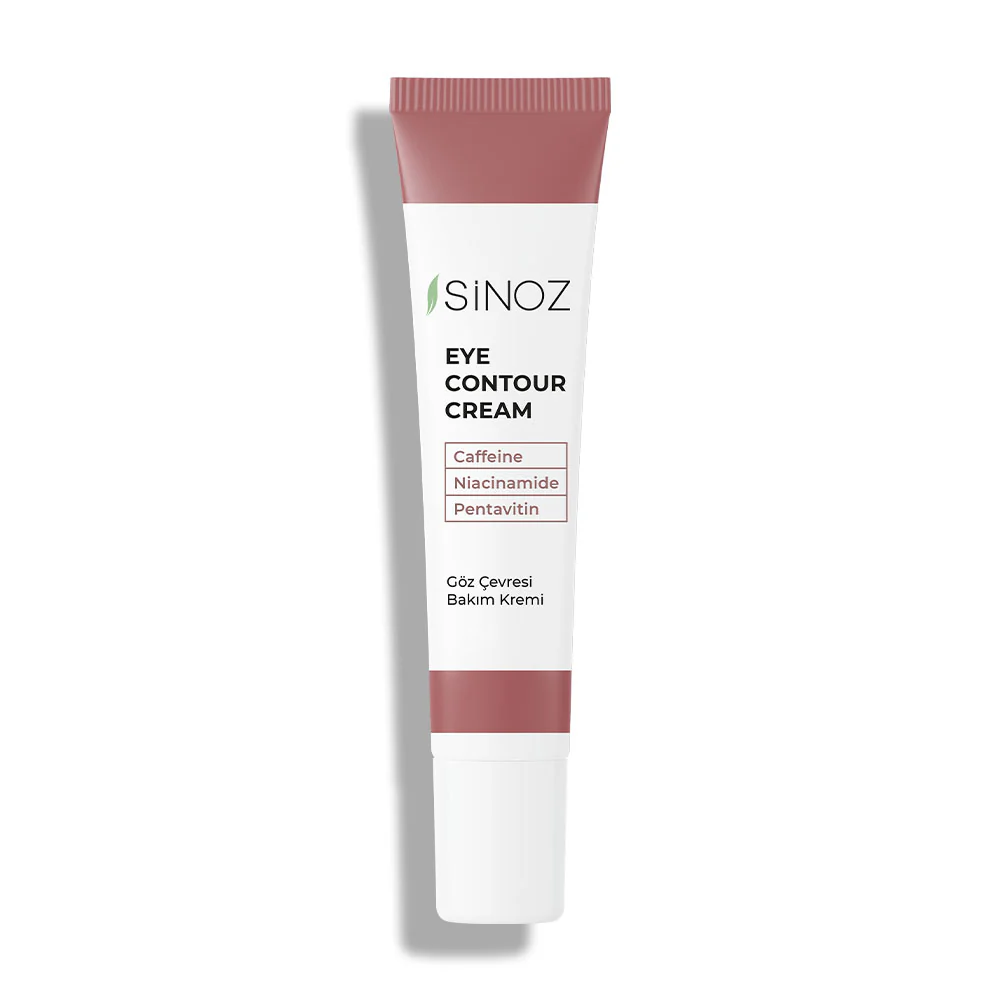 SiNOZ
EYE
CONTOUR
CREAM
Caffeine
Niacinamide
Pentavitin
Göz Çevresi
Bakım Kremi